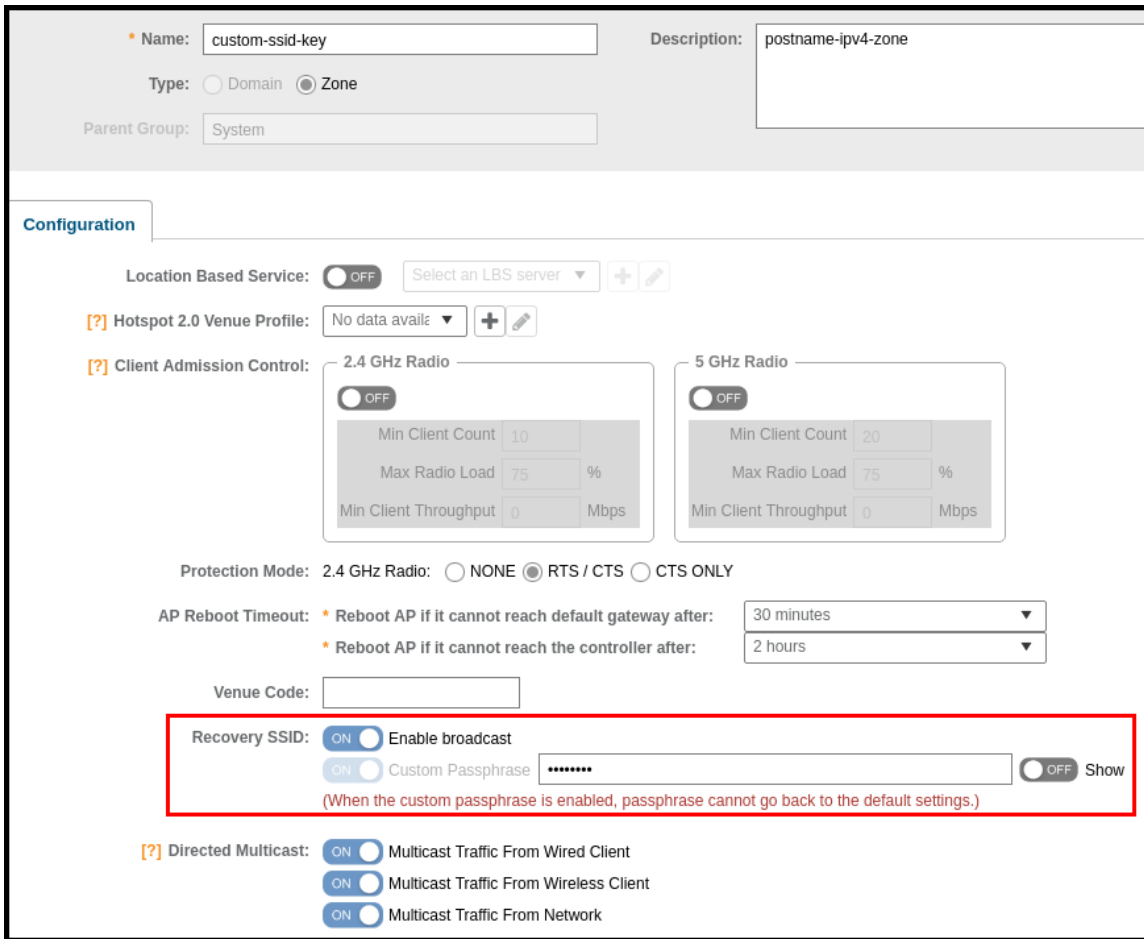 * Name: custom-ssid-key Description: postname-ipv4-zone
Type: Domain Zone
Parent Group: System
Configuration
Location Based Service: OFF Select an LBS server
[?] Hotspot 2.0 Venue Profile: No data availa
[?] Client Admission Control: 2.4 GHz Radio 5 GHz Radio
OFF OFF
Min Client Count 10 Min Client Count 20
Max Radio Load 75 % Max Radio Load 75 %
Min Client Throughput 0 Mbps Min Client Throughput 0 Mbps
Protection Mode: 2.4 GHz Radio: NONE RTS / CTS CTS ONLY
AP Reboot Timeout: * Reboot AP if it cannot reach default gateway after: 30 minutes
* Reboot AP if it cannot reach the controller after: 2 hours
Venue Code:
Recovery SSID: ON Enable broadcast
ON Custom Passphrase •••••••• OFF Show
(When the custom passphrase is enabled, passphrase cannot go back to the default settings.)
[?] Directed Multicast: ON Multicast Traffic From Wired Client
ON Multicast Traffic From Wireless Client
ON Multicast Traffic From Network